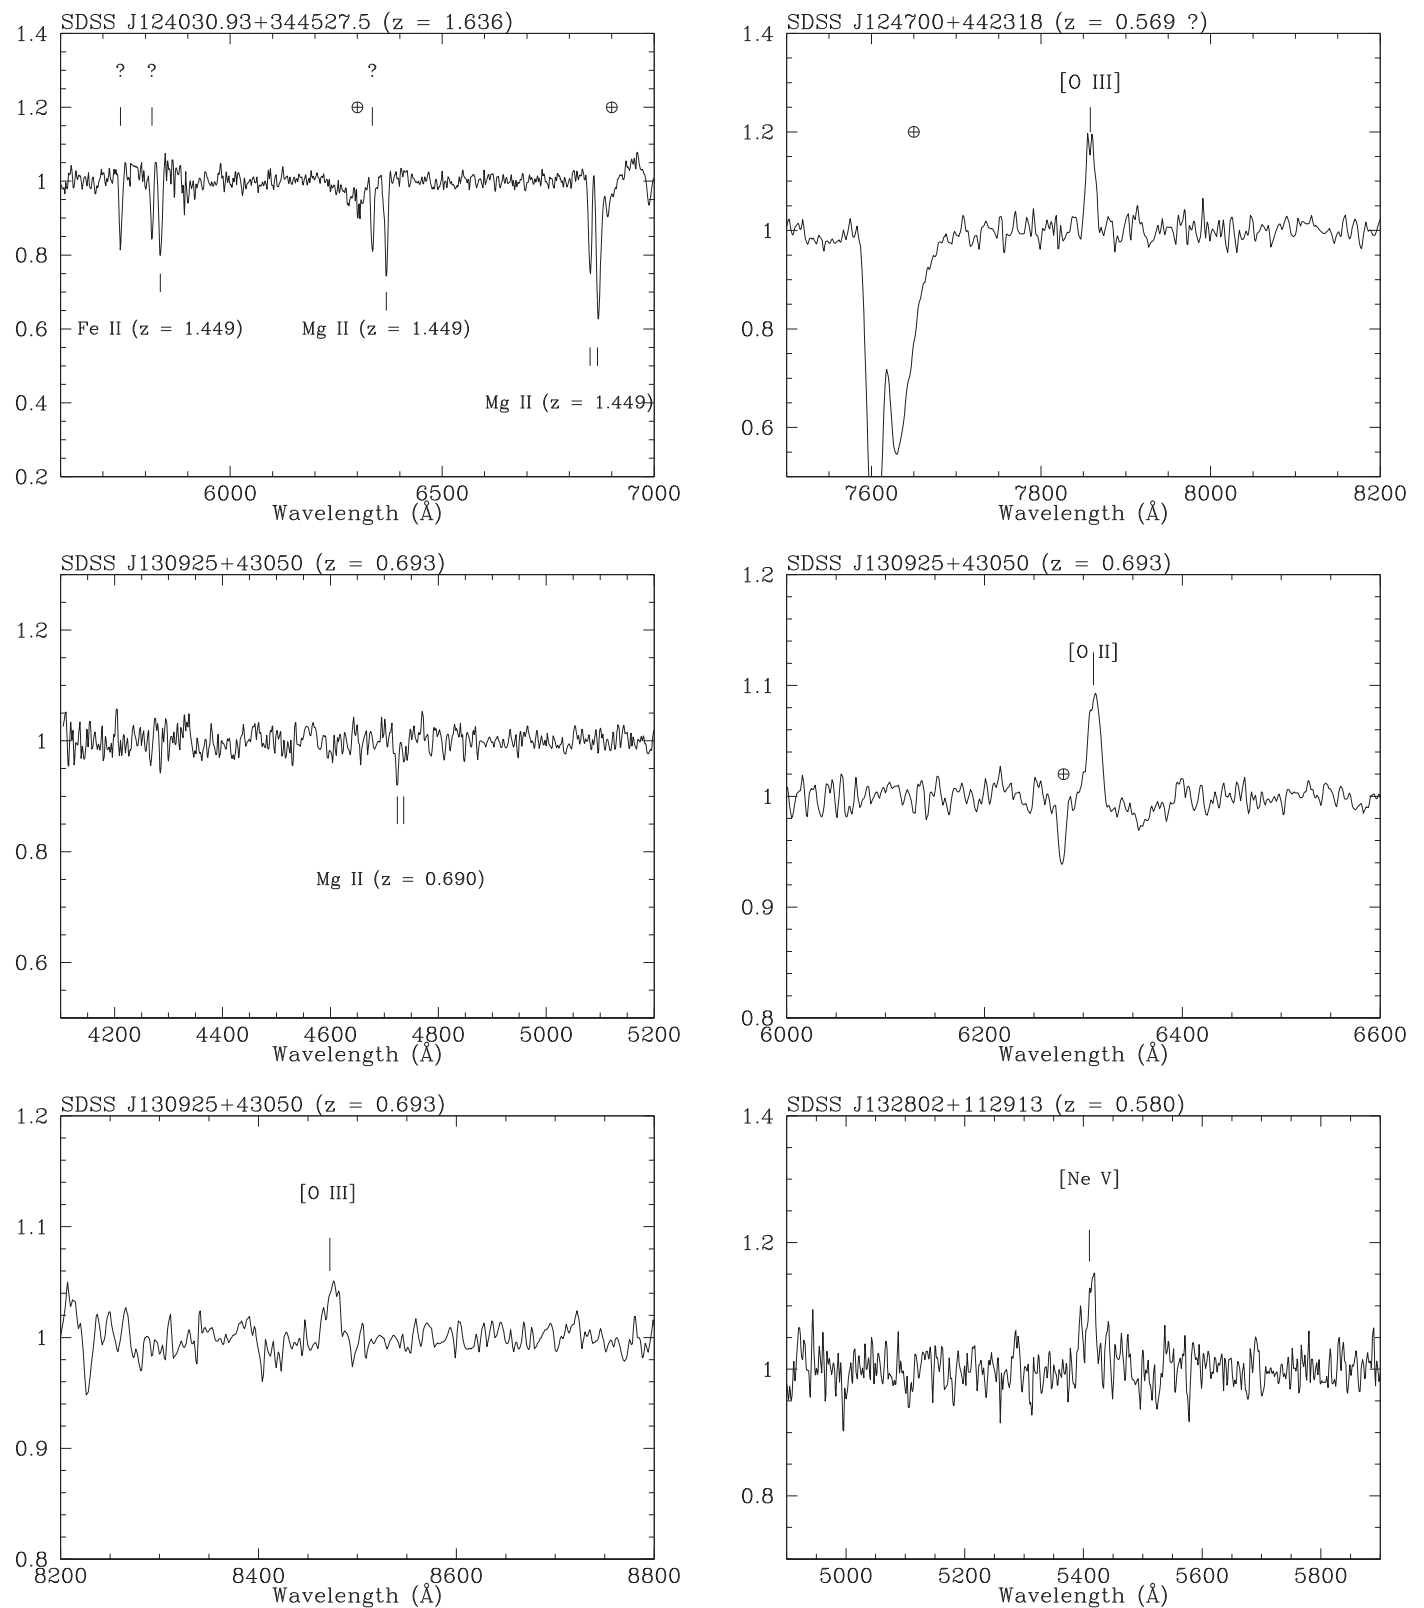 SDSS J124030.93+344527.5 (z = 1.636)
1.4
1.2
1
0.8
0.6
0.4
0.2
? ? ?
⊕ ⊕
Fe II (z = 1.449)
Mg II (z = 1.449)
Mg II (z = 1.449)
6000 6500 7000
Wavelength (Å)
SDSS J124700+442318 (z = 0.569 ?)
1.4
1.2
1
0.8
0.6
[O III]
⊕
7600 7800 8000 8200
Wavelength (Å)
SDSS J130925+43050 (z = 0.693)
1.2
1
0.8
0.6
Mg II (z = 0.690)
4200 4400 4600 4800 5000 5200
Wavelength (Å)
SDSS J130925+43050 (z = 0.693)
1.2
1.1
1
0.9
0.8
[O II]
⊕
6000 6200 6400 6600
Wavelength (Å)
SDSS J130925+43050 (z = 0.693)
1.2
1.1
1
0.9
0.8
[O III]
8200 8400 8600 8800
Wavelength (Å)
SDSS J132802+112913 (z = 0.580)
1.4
1.2
1
0.8
[Ne V]
5000 5200 5400 5600 5800
Wavelength (Å)